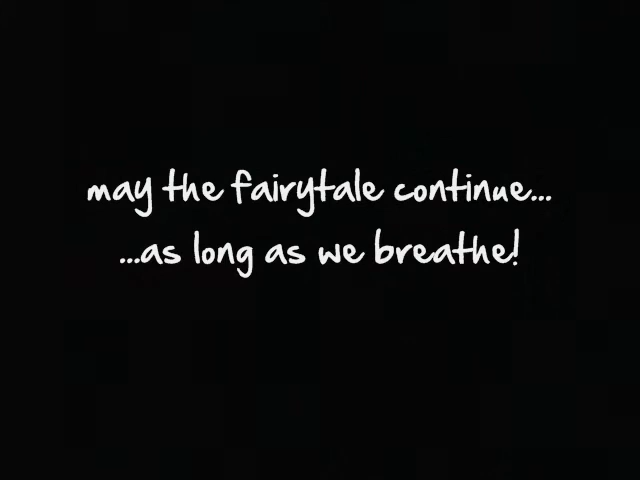 may the fairytale continue...
...as long as we breathe!